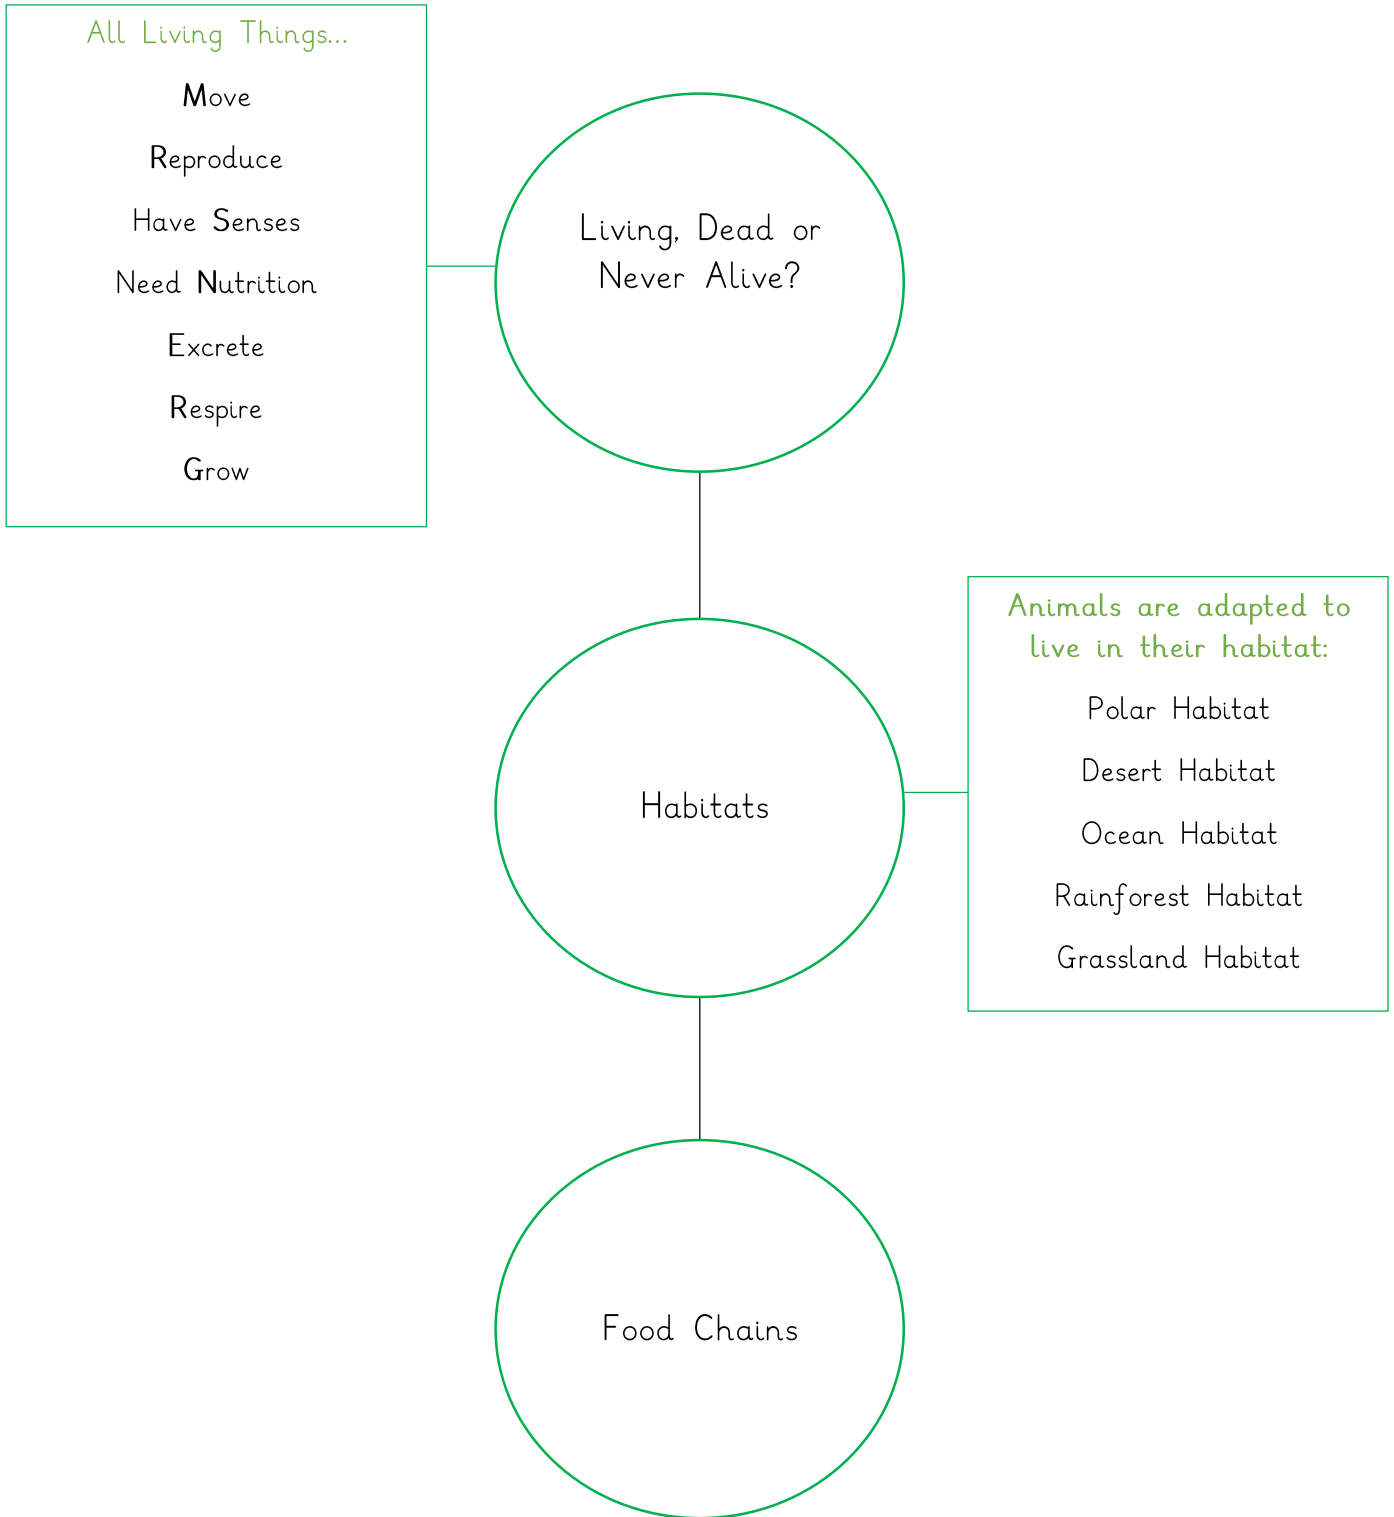 All Living Things...
Move
Reproduce
Have Senses
Need Nutrition
Excrete
Respire
Grow
Living, Dead or
Never Alive?
Habitats
Animals are adapted to
live in their habitat:
Polar Habitat
Desert Habitat
Ocean Habitat
Rainforest Habitat
Grassland Habitat
Food Chains